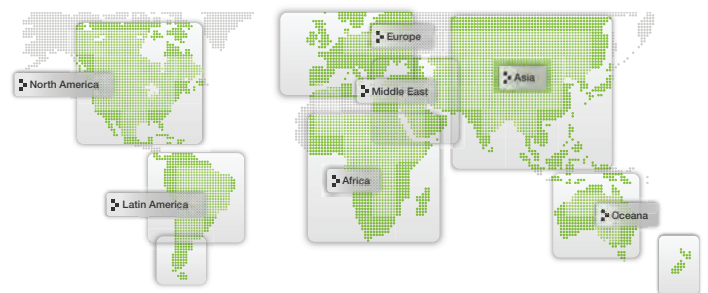 Europe
Asia
North America
Middle East
Africa
Latin America
Oceana